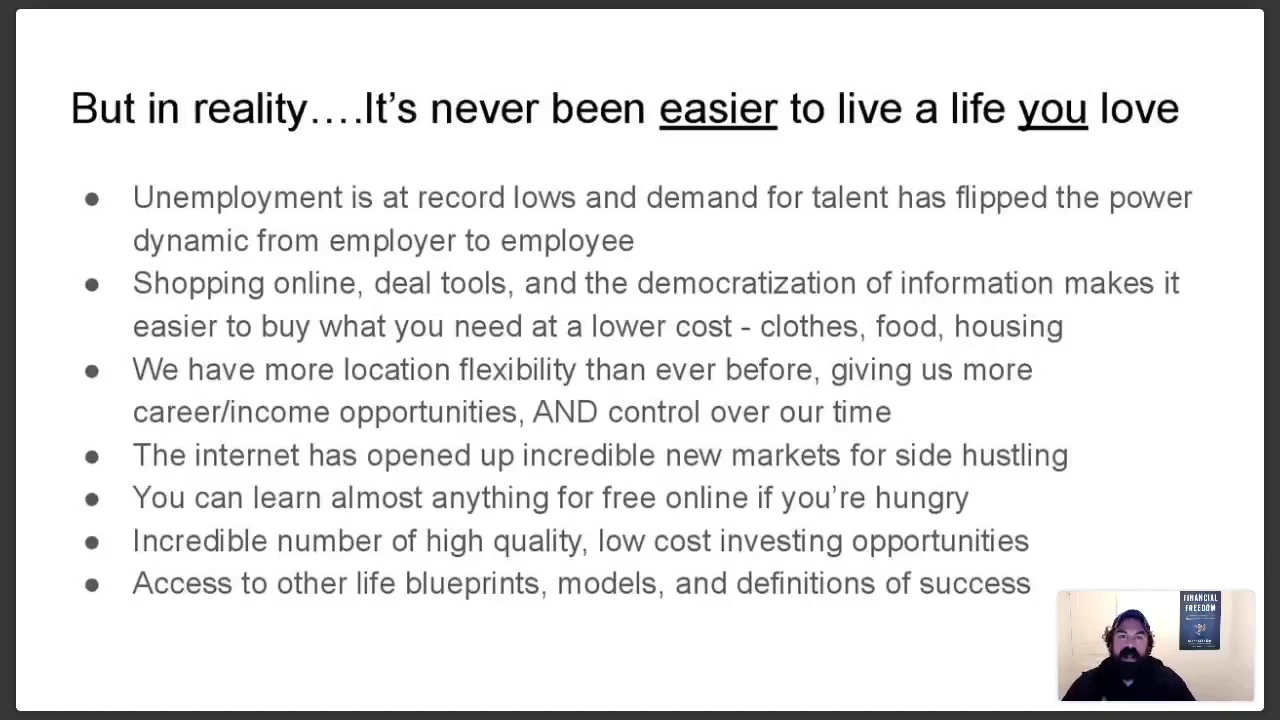 But in reality….It’s never been easier to live a life you love
● Unemployment is at record lows and demand for talent has flipped the power
dynamic from employer to employee
● Shopping online, deal tools, and the democratization of information makes it
easier to buy what you need at a lower cost - clothes, food, housing
● We have more location flexibility than ever before, giving us more
career/income opportunities, AND control over our time
● The internet has opened up incredible new markets for side hustling
● You can learn almost anything for free online if you’re hungry
● Incredible number of high quality, low cost investing opportunities
● Access to other life blueprints, models, and definitions of success
FINANCIAL
FREEDOM